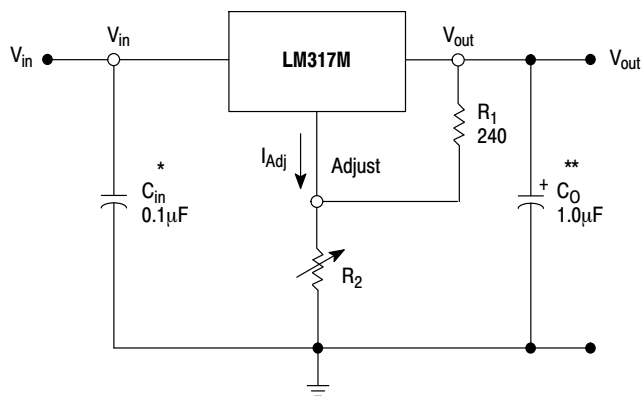 Vin
Vin
LM317M
Vout
Vout
R1
240
IAdj
Adjust
*
Cin
0.1μF
**
+
CO
1.0μF
R2